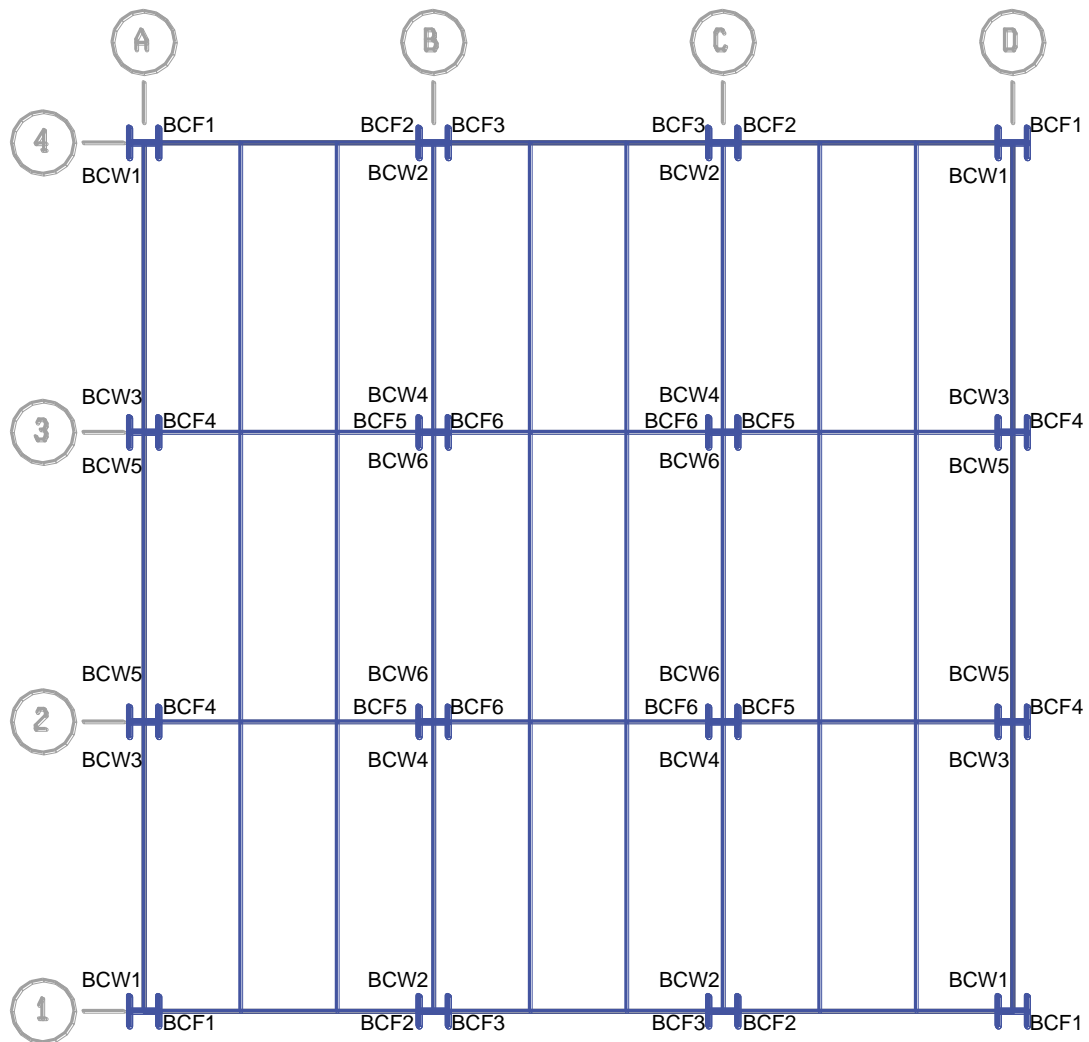 A B C D
4 BCF1 BCF2 BCF3 BCF3 BCF2 BCF1
BCW1 BCW2 BCW2 BCW1
BCW3 BCW4 BCW4 BCW3
3 BCF4 BCF5 BCF6 BCF6 BCF5 BCF4
BCW5 BCW6 BCW6 BCW5
BCW5 BCW6 BCW6 BCW5
2 BCF4 BCF5 BCF6 BCF6 BCF5 BCF4
BCW3 BCW4 BCW4 BCW3
BCW1 BCW2 BCW2 BCW1
1 BCF1 BCF2 BCF3 BCF3 BCF2 BCF1